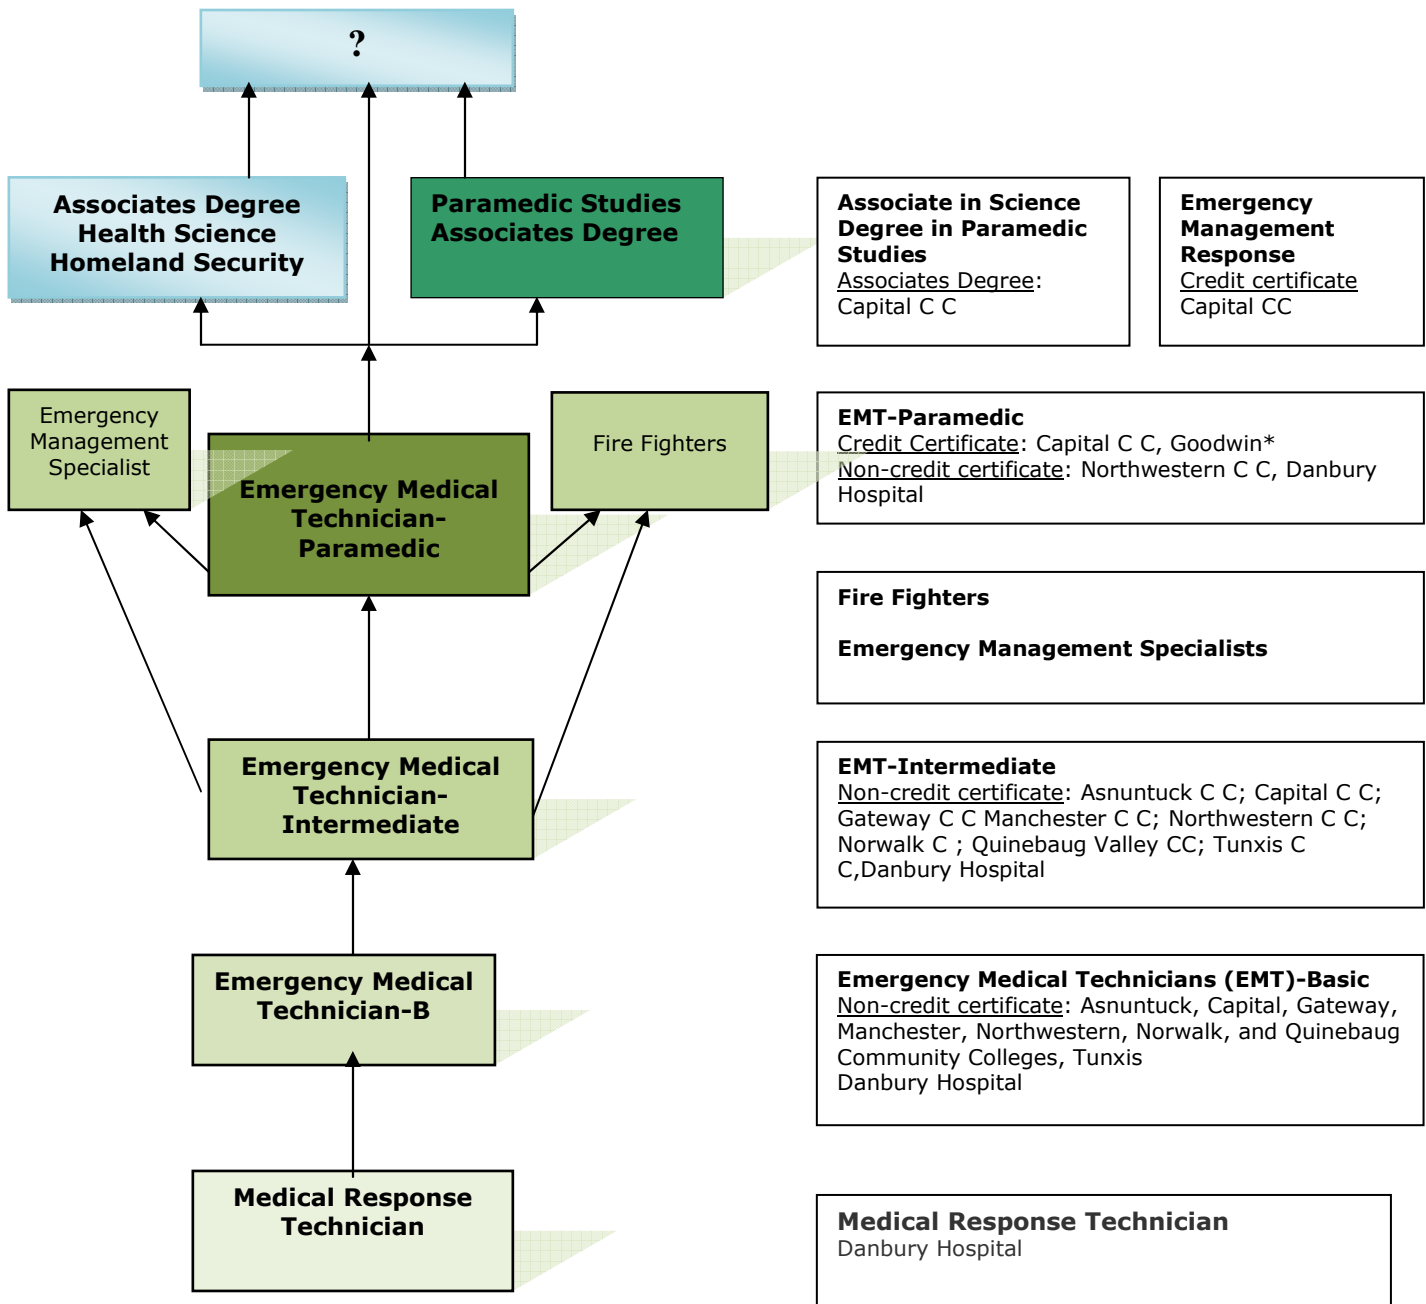 ?
Associates Degree
Health Science
Homeland Security
Paramedic Studies
Associates Degree
Associate in Science
Degree in Paramedic
Studies
Associates Degree:
Capital C C
Emergency
Management
Response
Credit certificate
Capital CC
Emergency
Management
Specialist
Emergency Medical
Technician-
Paramedic
Fire Fighters
EMT-Paramedic
Credit Certificate: Capital C C, Goodwin*
Non-credit certificate: Northwestern C C, Danbury
Hospital
Fire Fighters
Emergency Management Specialists
Emergency Medical
Technician-
Intermediate
EMT-Intermediate
Non-credit certificate: Asnuntuck C C; Capital C C;
Gateway C C Manchester C C; Northwestern C C;
Norwalk C ; Quinebaug Valley CC; Tunxis C
C,Danbury Hospital
Emergency Medical
Technician-B
Emergency Medical Technicians (EMT)-Basic
Non-credit certificate: Asnuntuck, Capital, Gateway,
Manchester, Northwestern, Norwalk, and Quinebaug
Community Colleges, Tunxis
Danbury Hospital
Medical Response
Technician
Medical Response Technician
Danbury Hospital